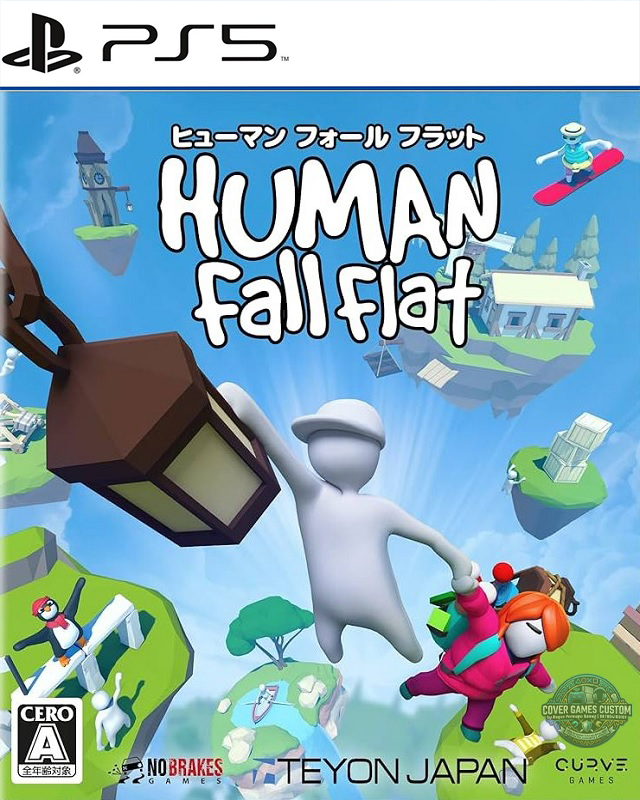 PS5
ヒューマン フォール フラット
HUMAN
fall flat
CERO
A
全年齢対象
NO BRAKES
GAMES
TEYON JAPAN
COVER GAMES CUSTOM
CURVE
GAMES